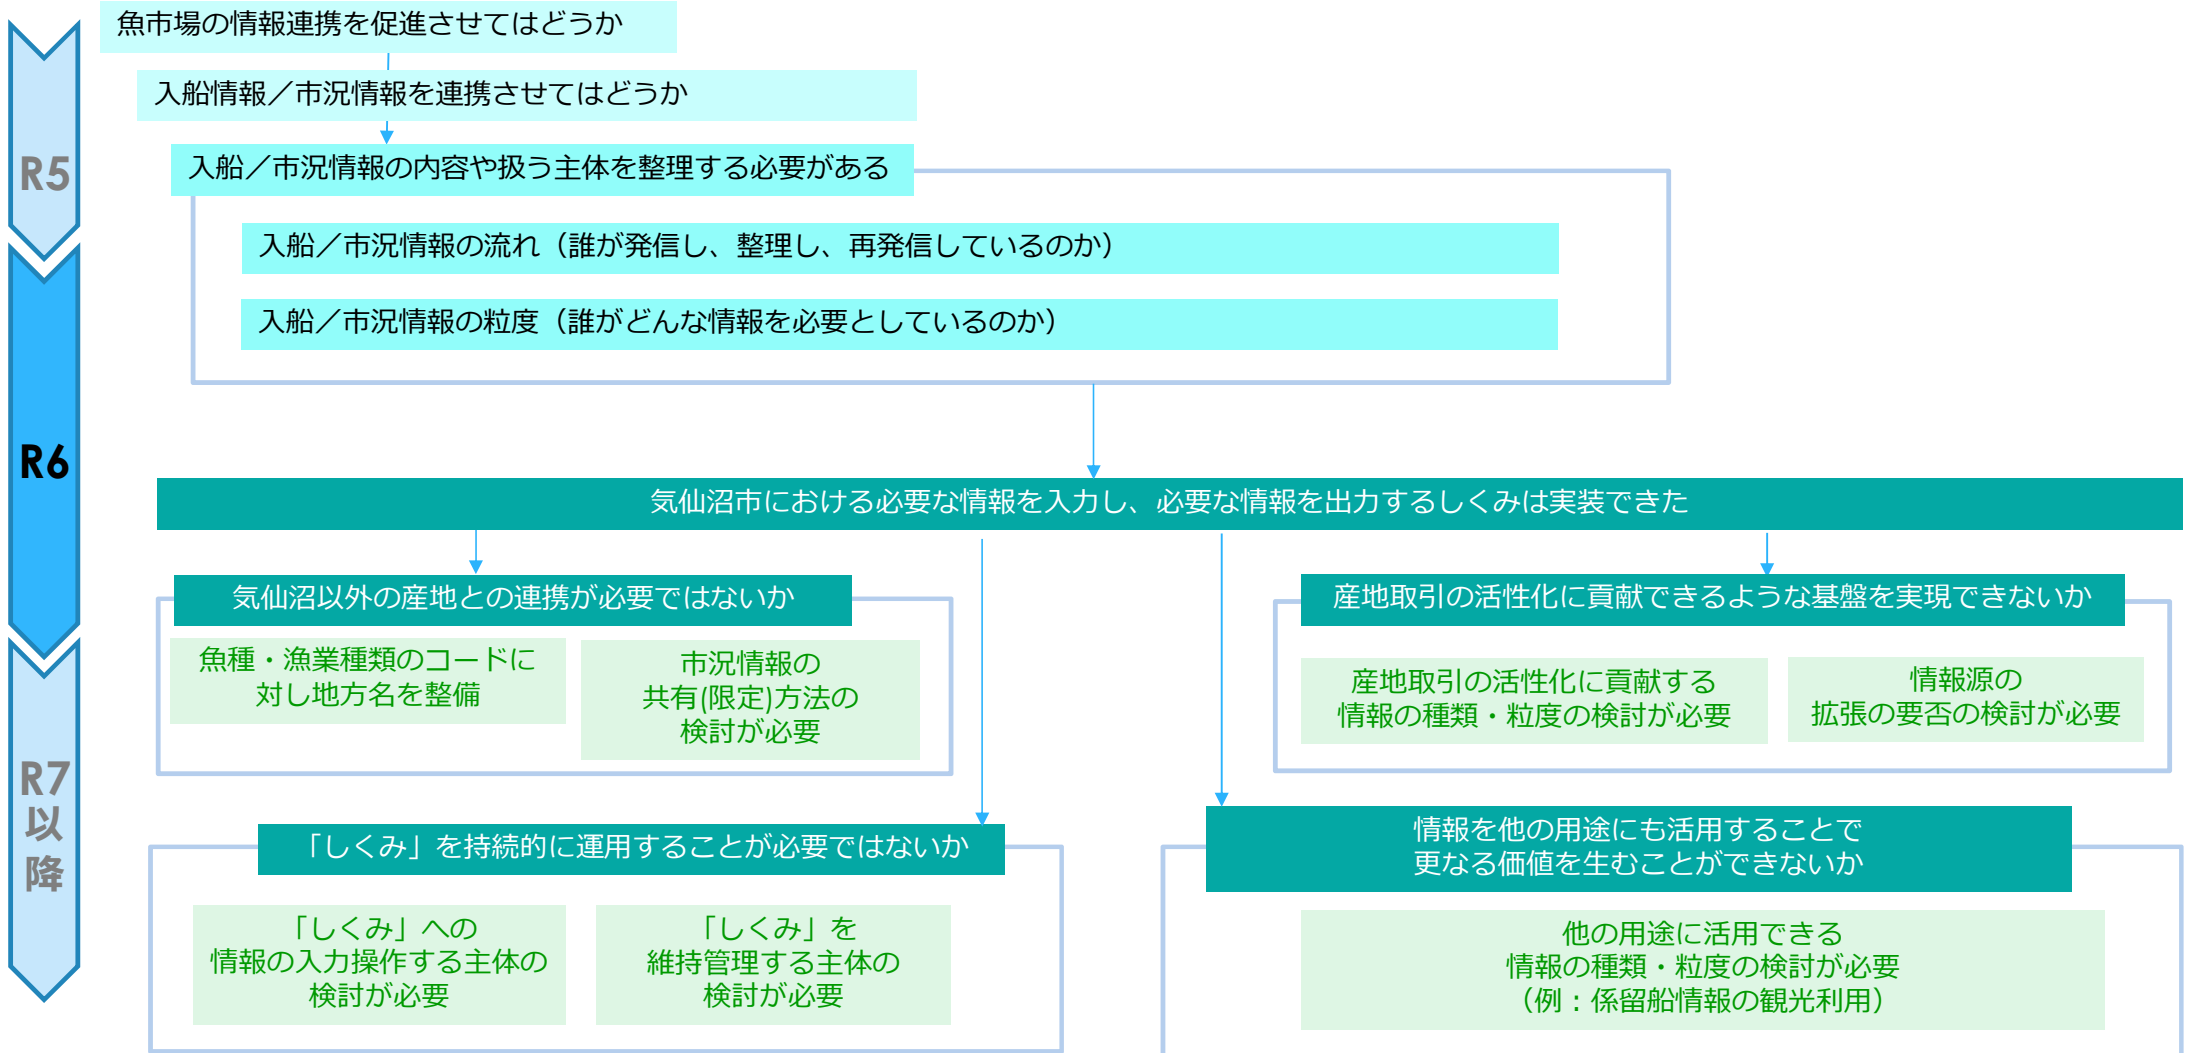 魚市場の情報連携を促進させてはどうか
入船情報／市況情報を連携させてはどうか
R5
入船／市況情報の内容や扱う主体を整理する必要がある
入船／市況情報の流れ（誰が発信し、整理し、再発信しているのか）
入船／市況情報の粒度（誰がどんな情報を必要としているのか）
R6
気仙沼市における必要な情報を入力し、必要な情報を出力するしくみは実装できた
気仙沼以外の産地との連携が必要ではないか
魚種・漁業種類のコードに
対し地方名を整備
市況情報の
共有(限定)方法の
検討が必要
産地取引の活性化に貢献できるような基盤を実現できないか
産地取引の活性化に貢献する
情報の種類・粒度の検討が必要
情報源の
拡張の要否の検討が必要
R7
以
降
「しくみ」を持続的に運用することが必要ではないか
「しくみ」への
情報の入力操作する主体の
検討が必要
「しくみ」を
維持管理する主体の
検討が必要
情報を他の用途にも活用することで
更なる価値を生むことができないか
他の用途に活用できる
情報の種類・粒度の検討が必要
（例：係留船情報の観光利用）